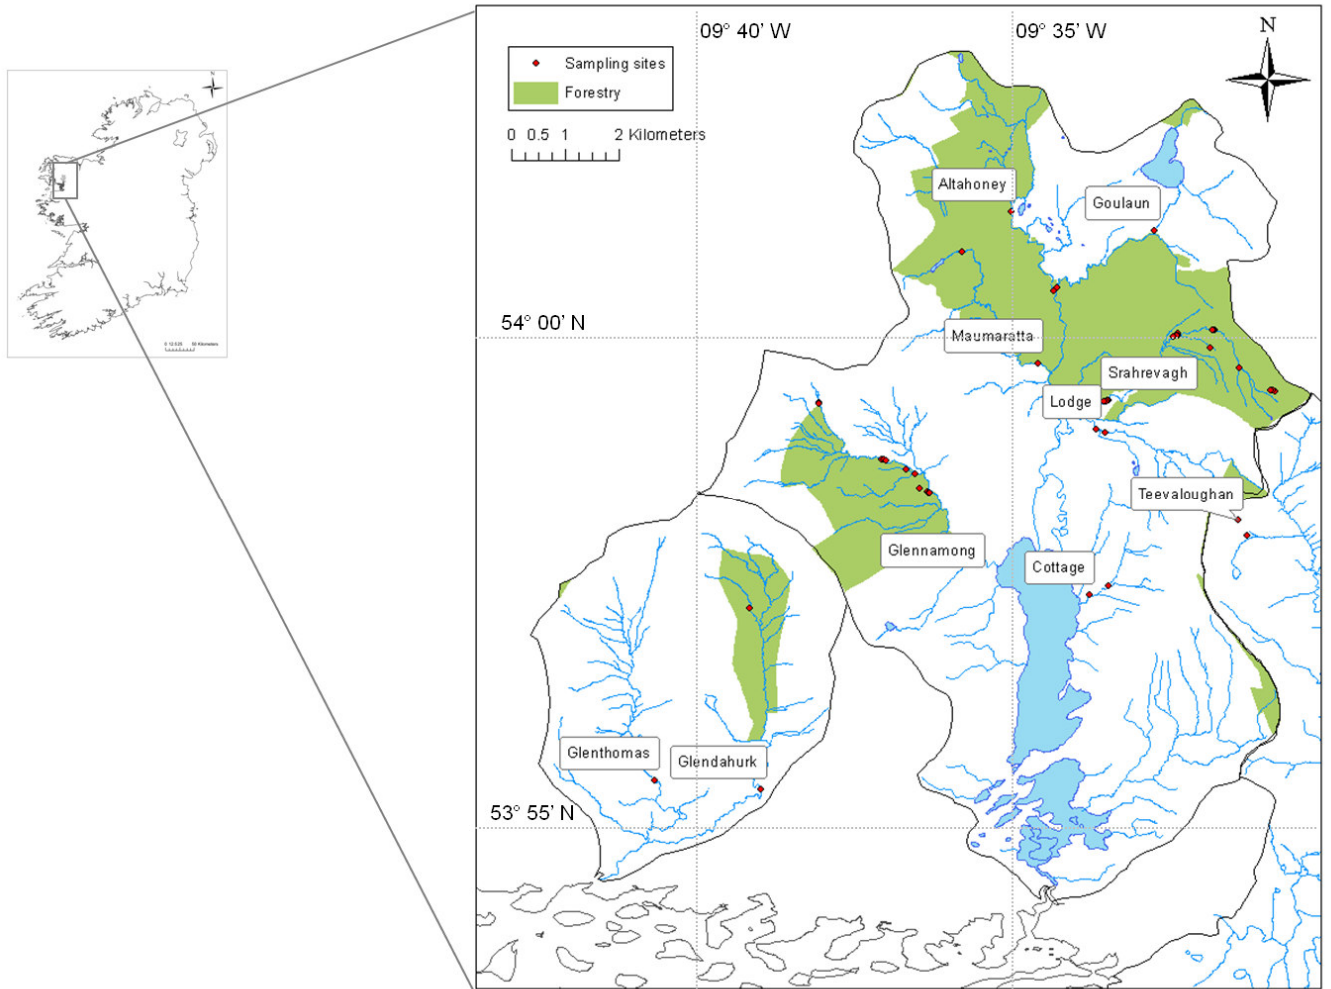 09° 40' W
09° 35' W
N
N
Sampling sites
Forestry
0 0.5 1 2 Kilometers
Altahoney
Goulaun
54° 00' N
Maumaratta
Srahrevagh
Lodge
Teevaloughan
Glennamong
Cottage
Glenthomas
Glendahurk
53° 55' N